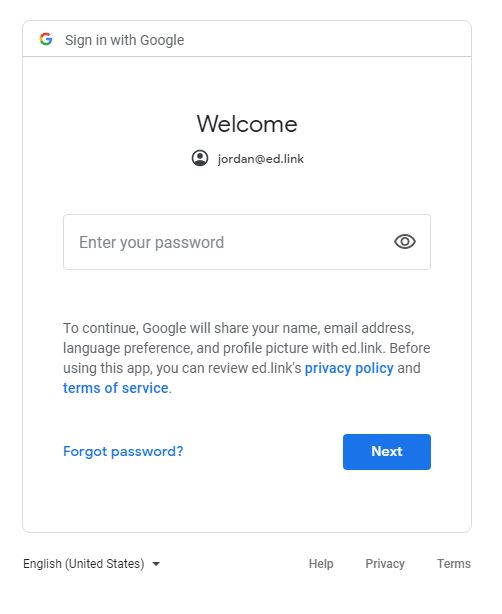 Sign in with Google
Welcome
jordan@ed.link
Enter your password
To continue, Google will share your name, email address,
language preference, and profile picture with ed.link. Before
using this app, you can review ed.link's privacy policy and
terms of service.
Forgot password?
Next
English (United States)
Help
Privacy
Terms